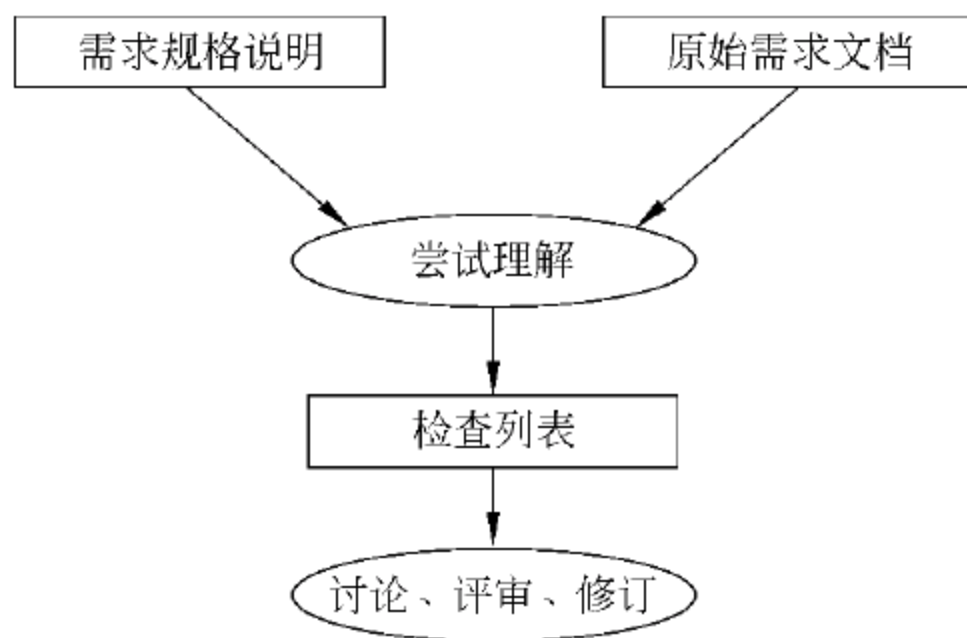 需求规格说明
原始需求文档
尝试理解
检查列表
讨论、评审、修订